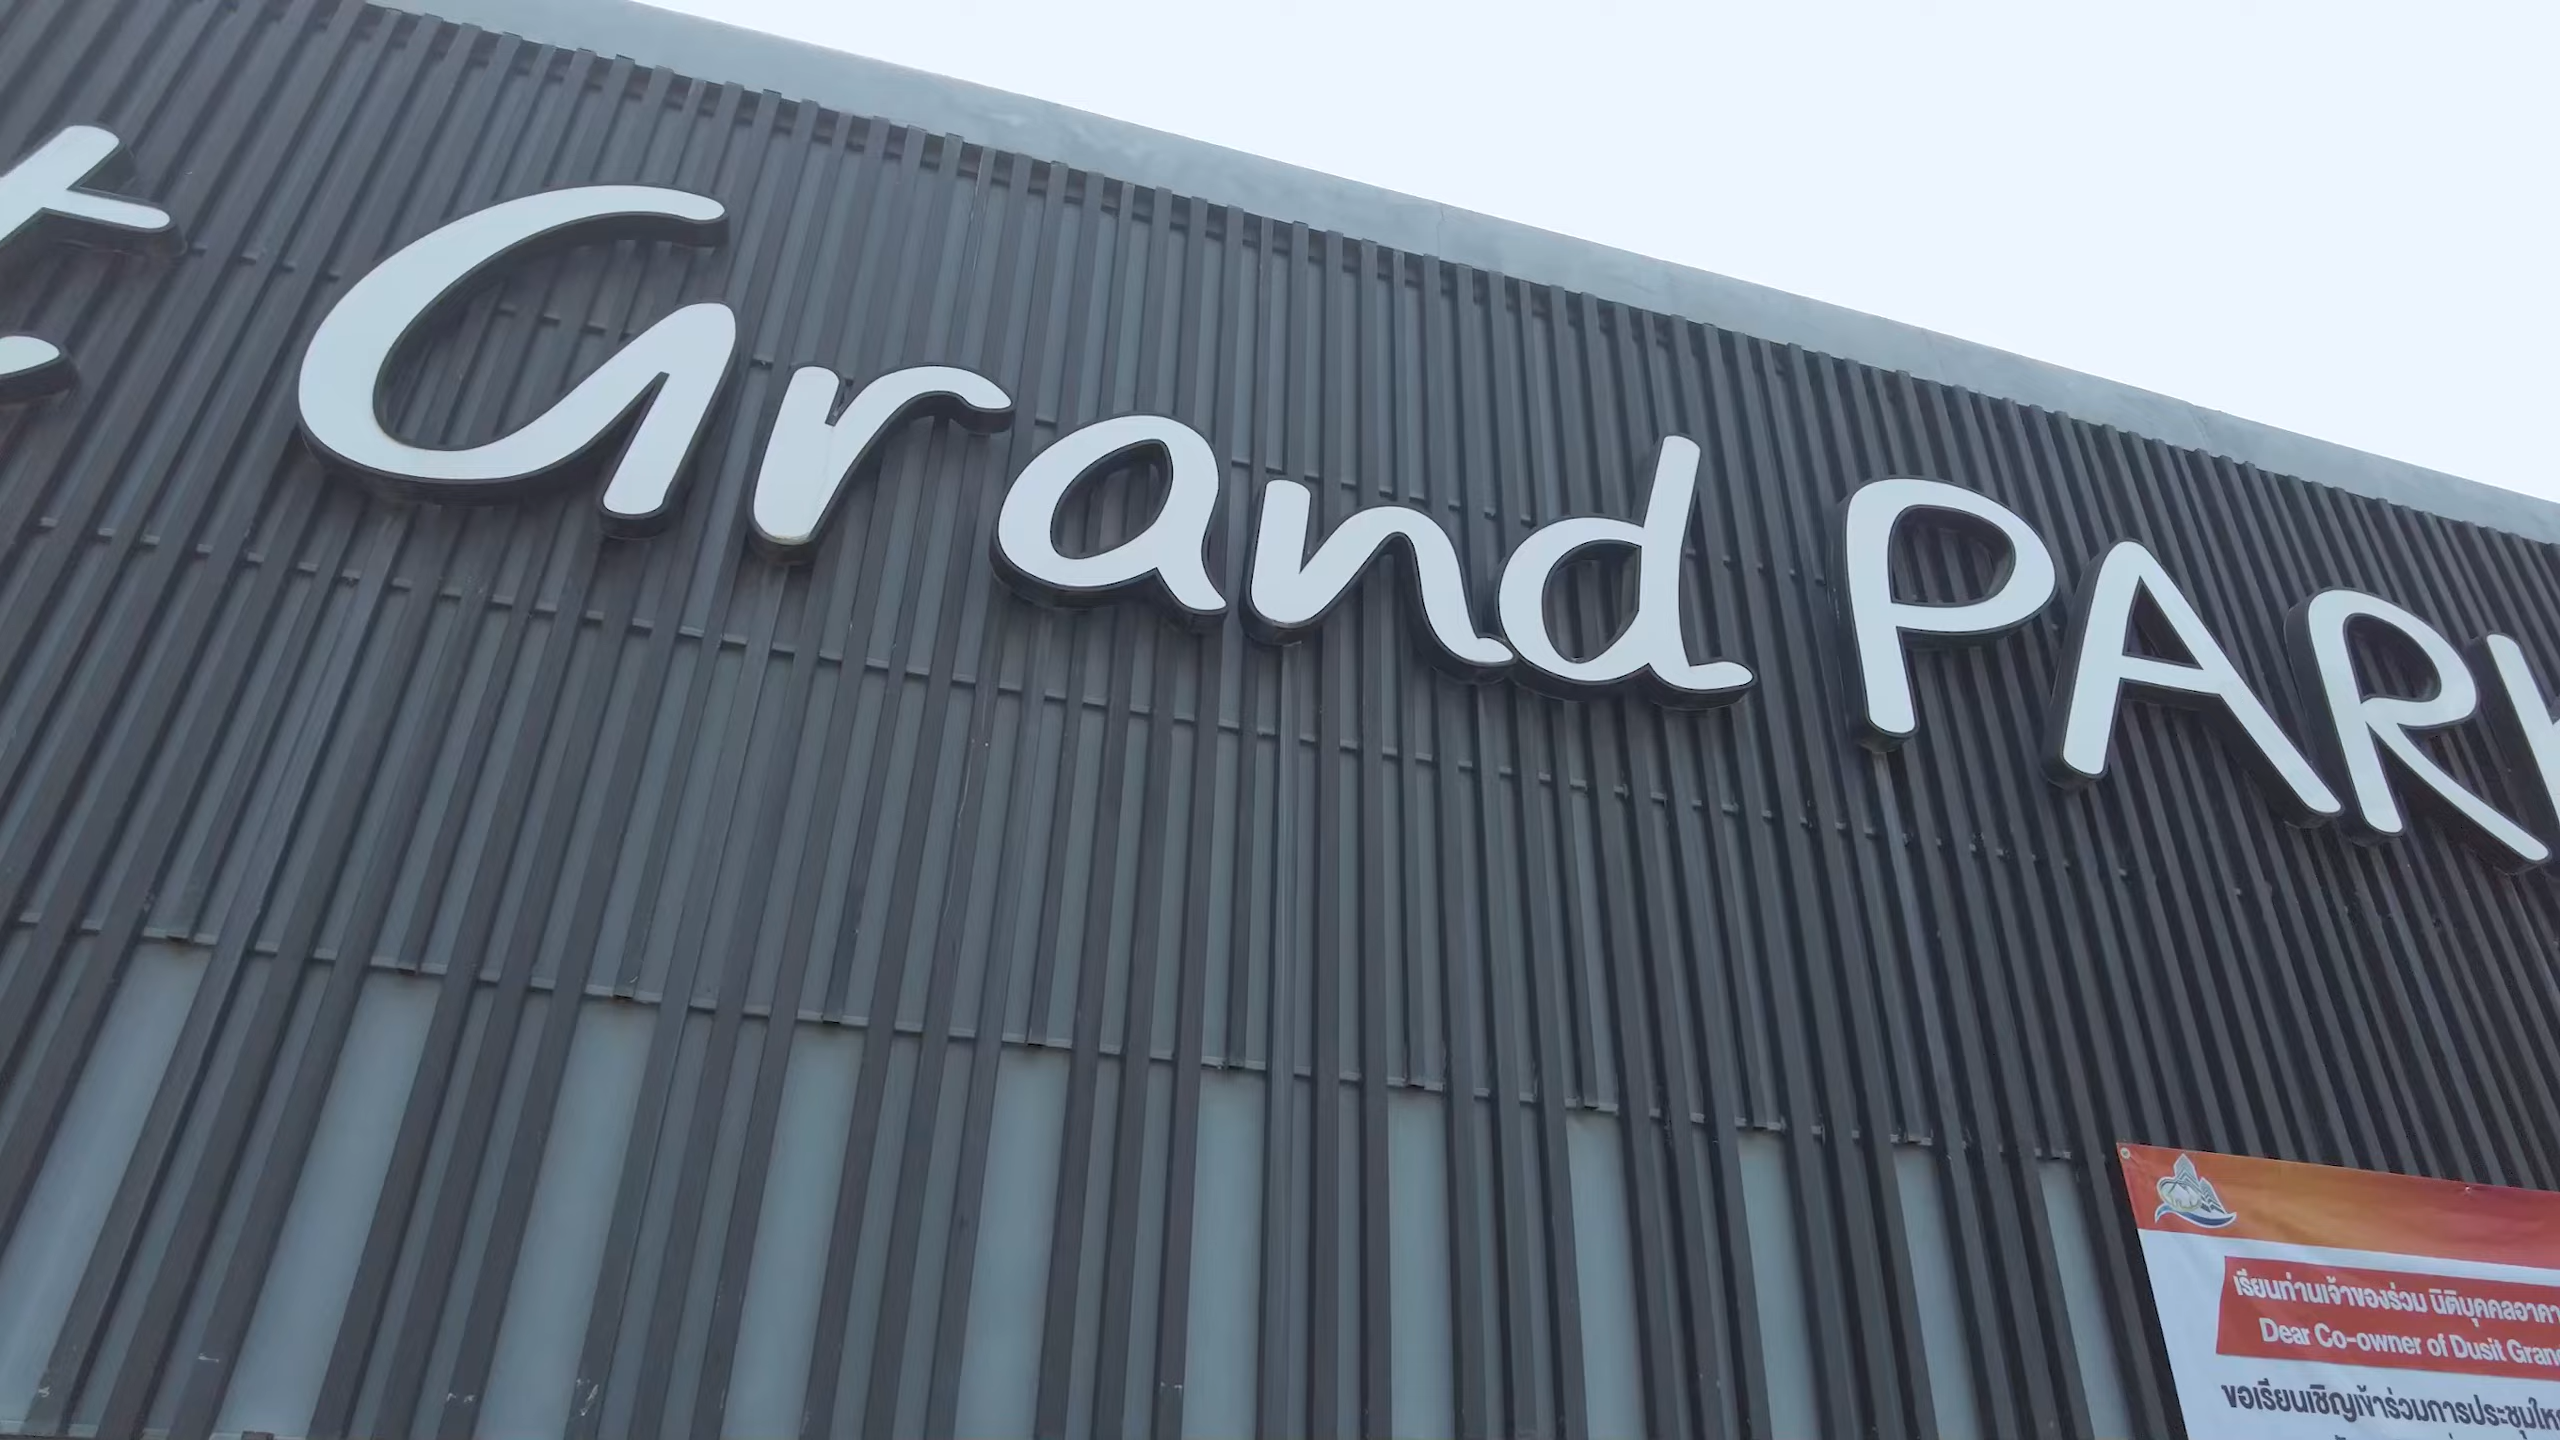 t Grand PARK
เรียนท่านเจ้าของร่วม นิติบุคคลอาคา
Dear Co-owner of Dusit Grand
ขอเรียนเชิญเข้าร่วมการประชุมให